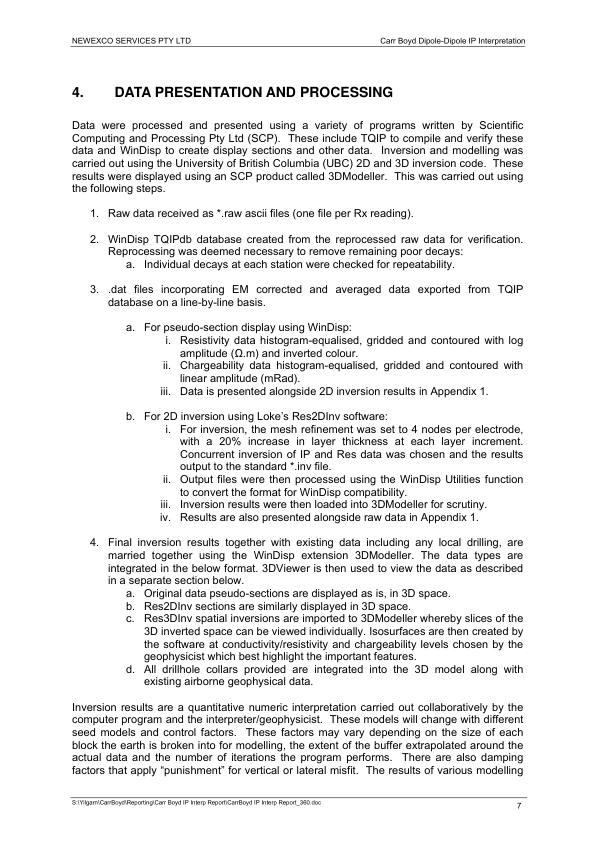 NEWEXCO SERVICES PTY LTD
Carr Boyd Dipole-Dipole IP Interpretation
4. DATA PRESENTATION AND PROCESSING
Data were processed and presented using a variety of programs written by Scientific
Computing and Processing Pty Ltd (SCP). These include TQIP to compile and verify these
data and WinDisp to create display sections and other data. Inversion and modelling was
carried out using the University of British Columbia (UBC) 2D and 3D inversion code. These
results were displayed using an SCP product called 3DModeller. This was carried out using
the following steps.
1. Raw data received as *.raw ascii files (one file per Rx reading).
2. WinDisp TQIPdb database created from the reprocessed raw data for verification.
Reprocessing was deemed necessary to remove remaining poor decays:
a. Individual decays at each station were checked for repeatability.
3. .dat files incorporating EM corrected and averaged data exported from TQIP
database on a line-by-line basis.
a. For pseudo-section display using WinDisp:
i. Resistivity data histogram-equalised, gridded and contoured with log
amplitude (Ω.m) and inverted colour.
ii. Chargeability data histogram-equalised, gridded and contoured with
linear amplitude (mRad).
iii. Data is presented alongside 2D inversion results in Appendix 1.
b. For 2D inversion using Loke's Res2DInv software:
i. For inversion, the mesh refinement was set to 4 nodes per electrode,
with a 20% increase in layer thickness at each layer increment.
Concurrent inversion of IP and Res data was chosen and the results
output to the standard *.inv file.
ii. Output files were then processed using the WinDisp Utilities function
to convert the format for WinDisp compatibility.
iii. Inversion results were then loaded into 3DModeller for scrutiny.
iv. Results are also presented alongside raw data in Appendix 1.
4. Final inversion results together with existing data including any local drilling, are
married together using the WinDisp extension 3DModeller. The data types are
integrated in the below format. 3DViewer is then used to view the data as described
in a separate section below.
a. Original data pseudo-sections are displayed as is, in 3D space.
b. Res2DInv sections are similarly displayed in 3D space.
c. Res3DInv spatial inversions are imported to 3DModeller whereby slices of the
3D inverted space can be viewed individually. Isosurfaces are then created by
the software at conductivity/resistivity and chargeability levels chosen by the
geophysicist which best highlight the important features.
d. All drillhole collars provided are integrated into the 3D model along with
existing airborne geophysical data.
Inversion results are a quantitative numeric interpretation carried out collaboratively by the
computer program and the interpreter/geophysicist. These models will change with different
seed models and control factors. These factors may vary depending on the size of each
block the earth is broken into for modelling, the extent of the buffer extrapolated around the
actual data and the number of iterations the program performs. There are also damping
factors that apply “punishment” for vertical or lateral misfit. The results of various modelling
S:\Yilgarn\CarrBoyd\Reporting\Carr Boyd IP Interp Report\CarrBoyd IP Interp Report_360.doc
7